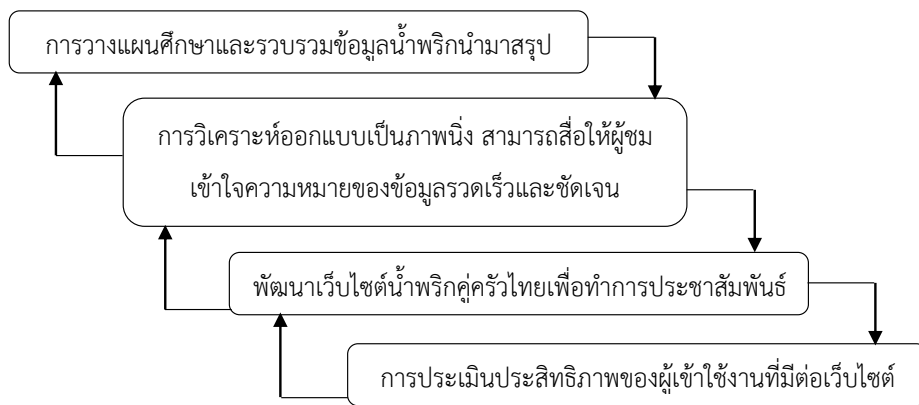 การวางแผนศึกษาและรวบรวมข้อมูลน้ำพริกนำมาสรุป
การวิเคราะห์ออกแบบเป็นภาพนิ่ง สามารถสื่อให้ผู้ชม
เข้าใจความหมายของข้อมูลรวดเร็วและชัดเจน
พัฒนาเว็บไซต์น้ำพริกคู่ครัวไทยเพื่อทำการประชาสัมพันธ์
การประเมินประสิทธิภาพของผู้เข้าใช้งานที่มีต่อเว็บไซต์